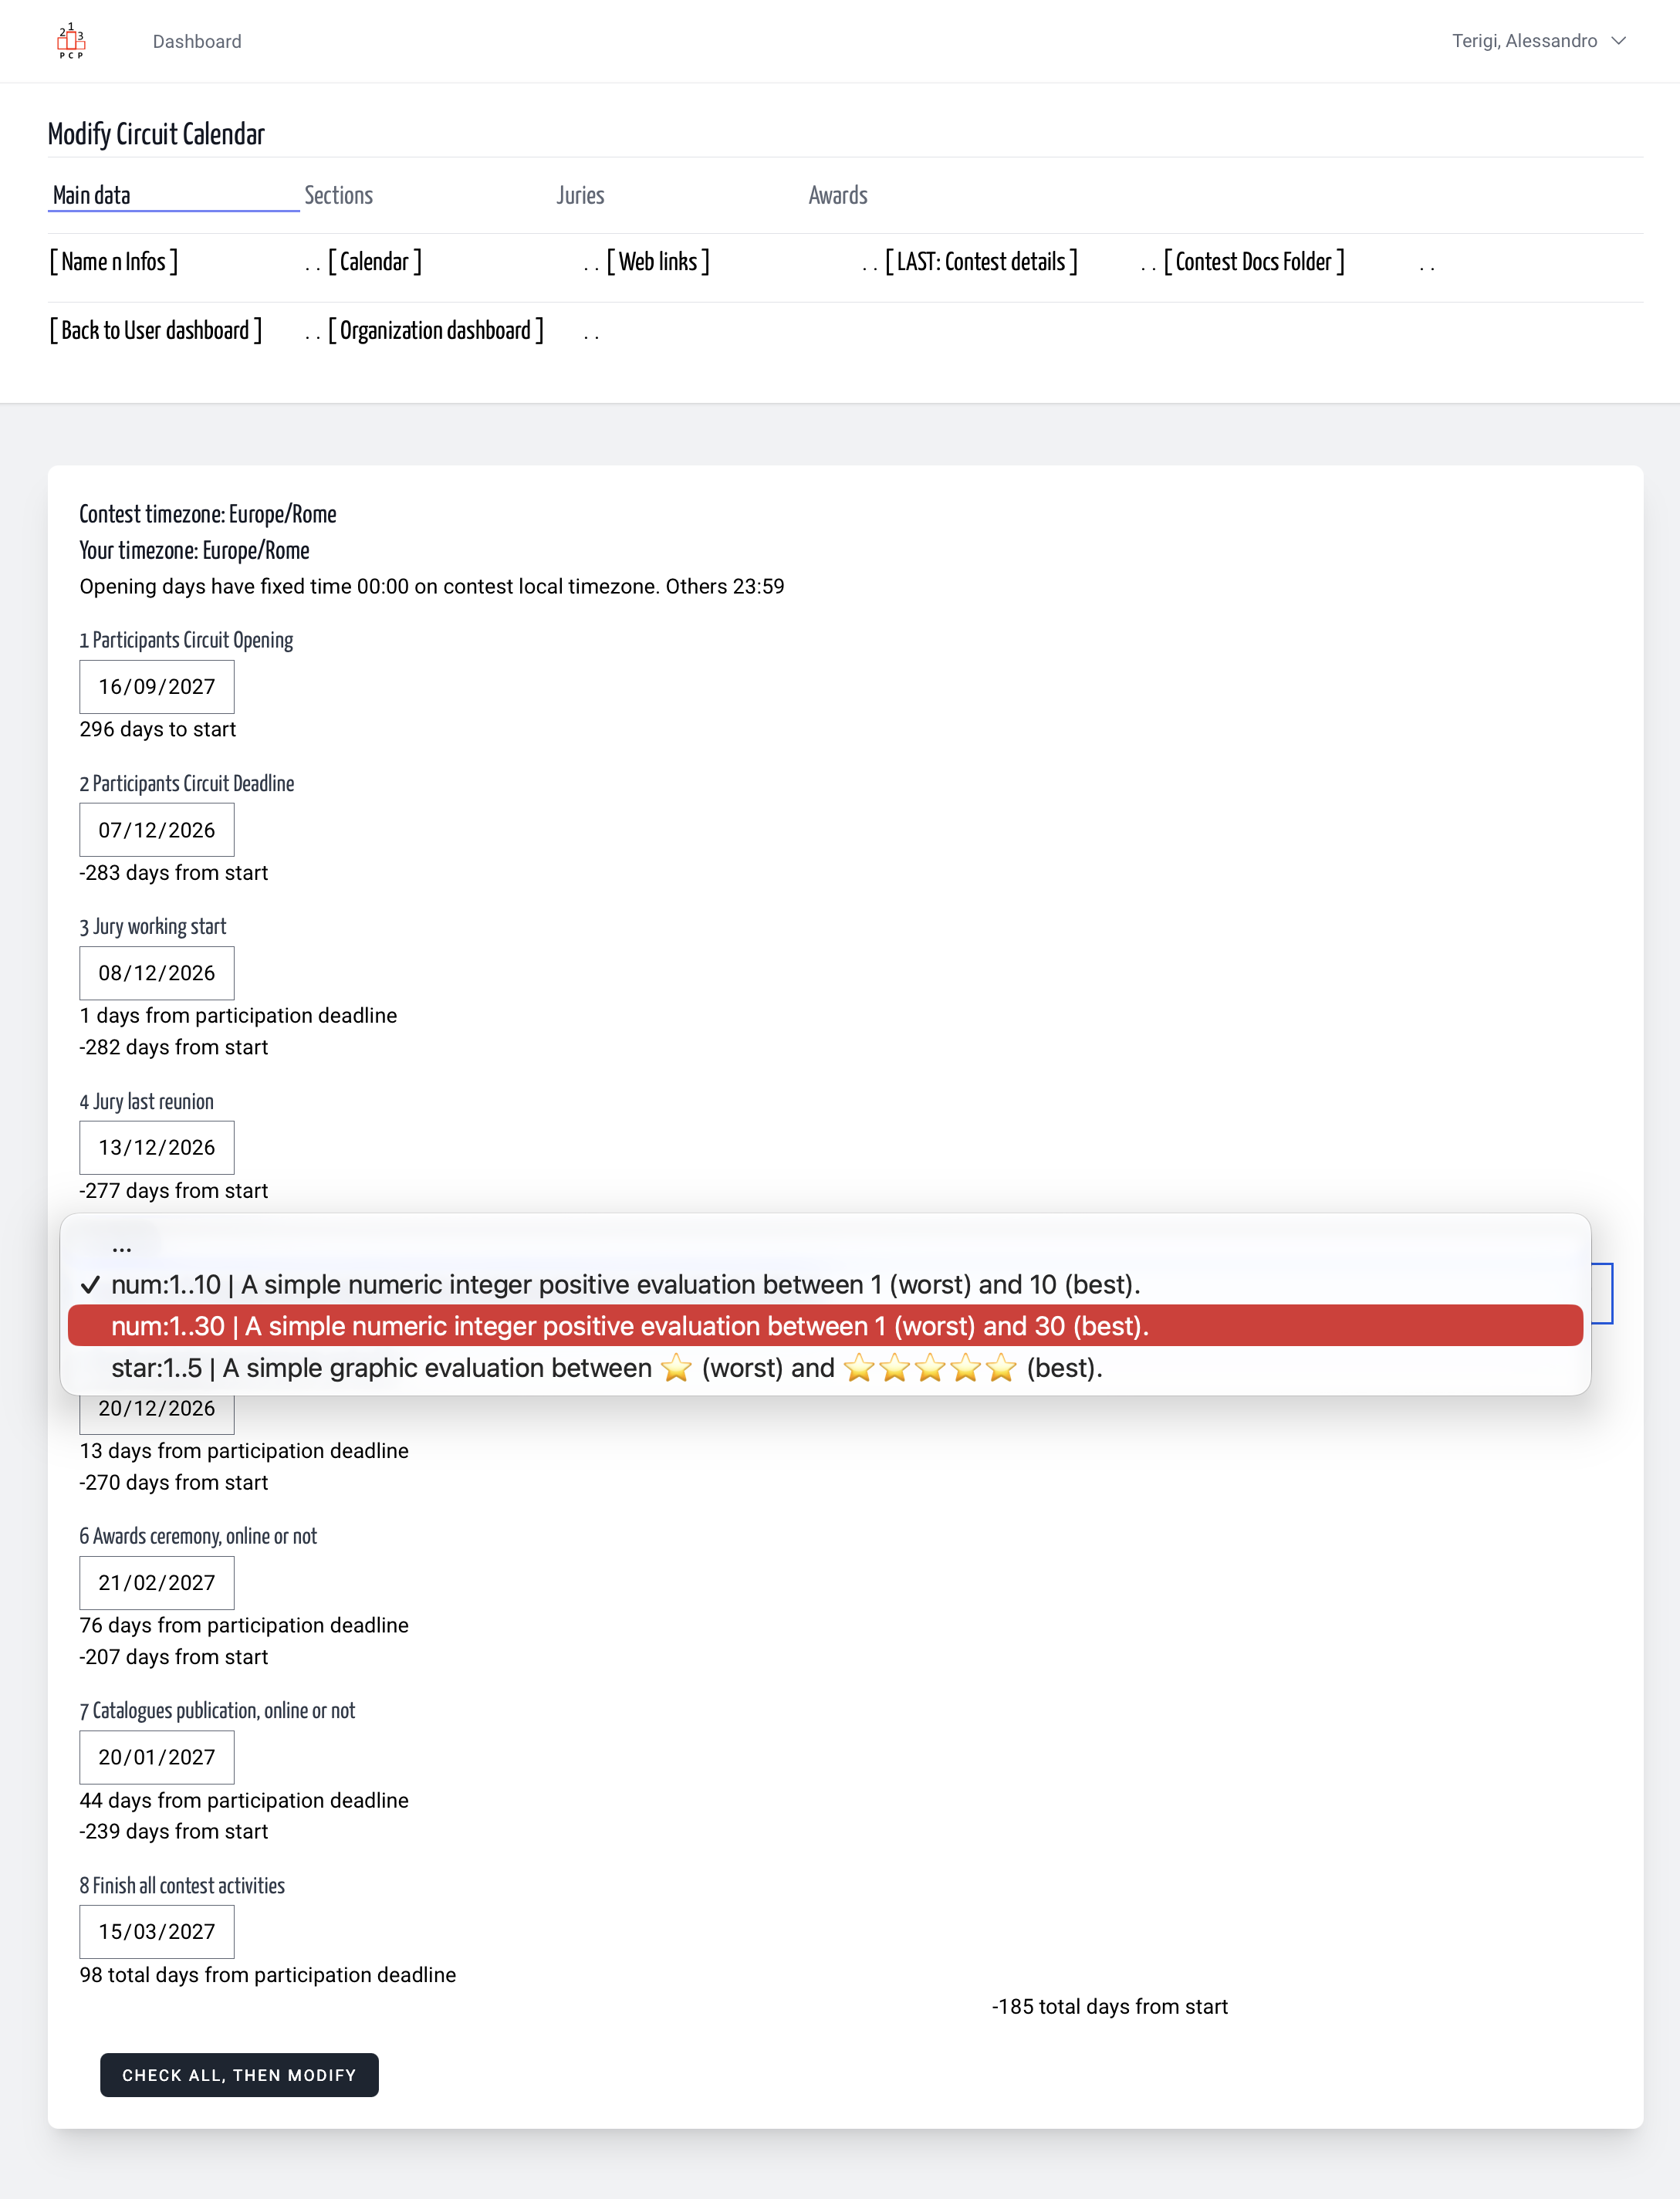 2 1 3
P C P
Dashboard
Terigi, Alessandro
Modify Circuit Calendar
Main data
Sections
Juries
Awards
[ Name n Infos ]
. . [ Calendar ]
. . [ Web links ]
. . [ LAST: Contest details ]
. . [ Contest Docs Folder ]
. .
[ Back to User dashboard ]
. . [ Organization dashboard ]
. .
Contest timezone: Europe/Rome
Your timezone: Europe/Rome
Opening days have fixed time 00:00 on contest local timezone. Others 23:59
1 Participants Circuit Opening
16/09/2027
296 days to start
2 Participants Circuit Deadline
07/12/2026
-283 days from start
3 Jury working start
08/12/2026
1 days from participation deadline
-282 days from start
4 Jury last reunion
13/12/2026
-277 days from start
...
✓ num:1..10 | A simple numeric integer positive evaluation between 1 (worst) and 10 (best).
num:1..30 | A simple numeric integer positive evaluation between 1 (worst) and 30 (best).
star:1..5 | A simple graphic evaluation between ⭐ (worst) and ⭐⭐⭐⭐⭐ (best).
20/12/2026
13 days from participation deadline
-270 days from start
6 Awards ceremony, online or not
21/02/2027
76 days from participation deadline
-207 days from start
7 Catalogues publication, online or not
20/01/2027
44 days from participation deadline
-239 days from start
8 Finish all contest activities
15/03/2027
98 total days from participation deadline
-185 total days from start
CHECK ALL, THEN MODIFY